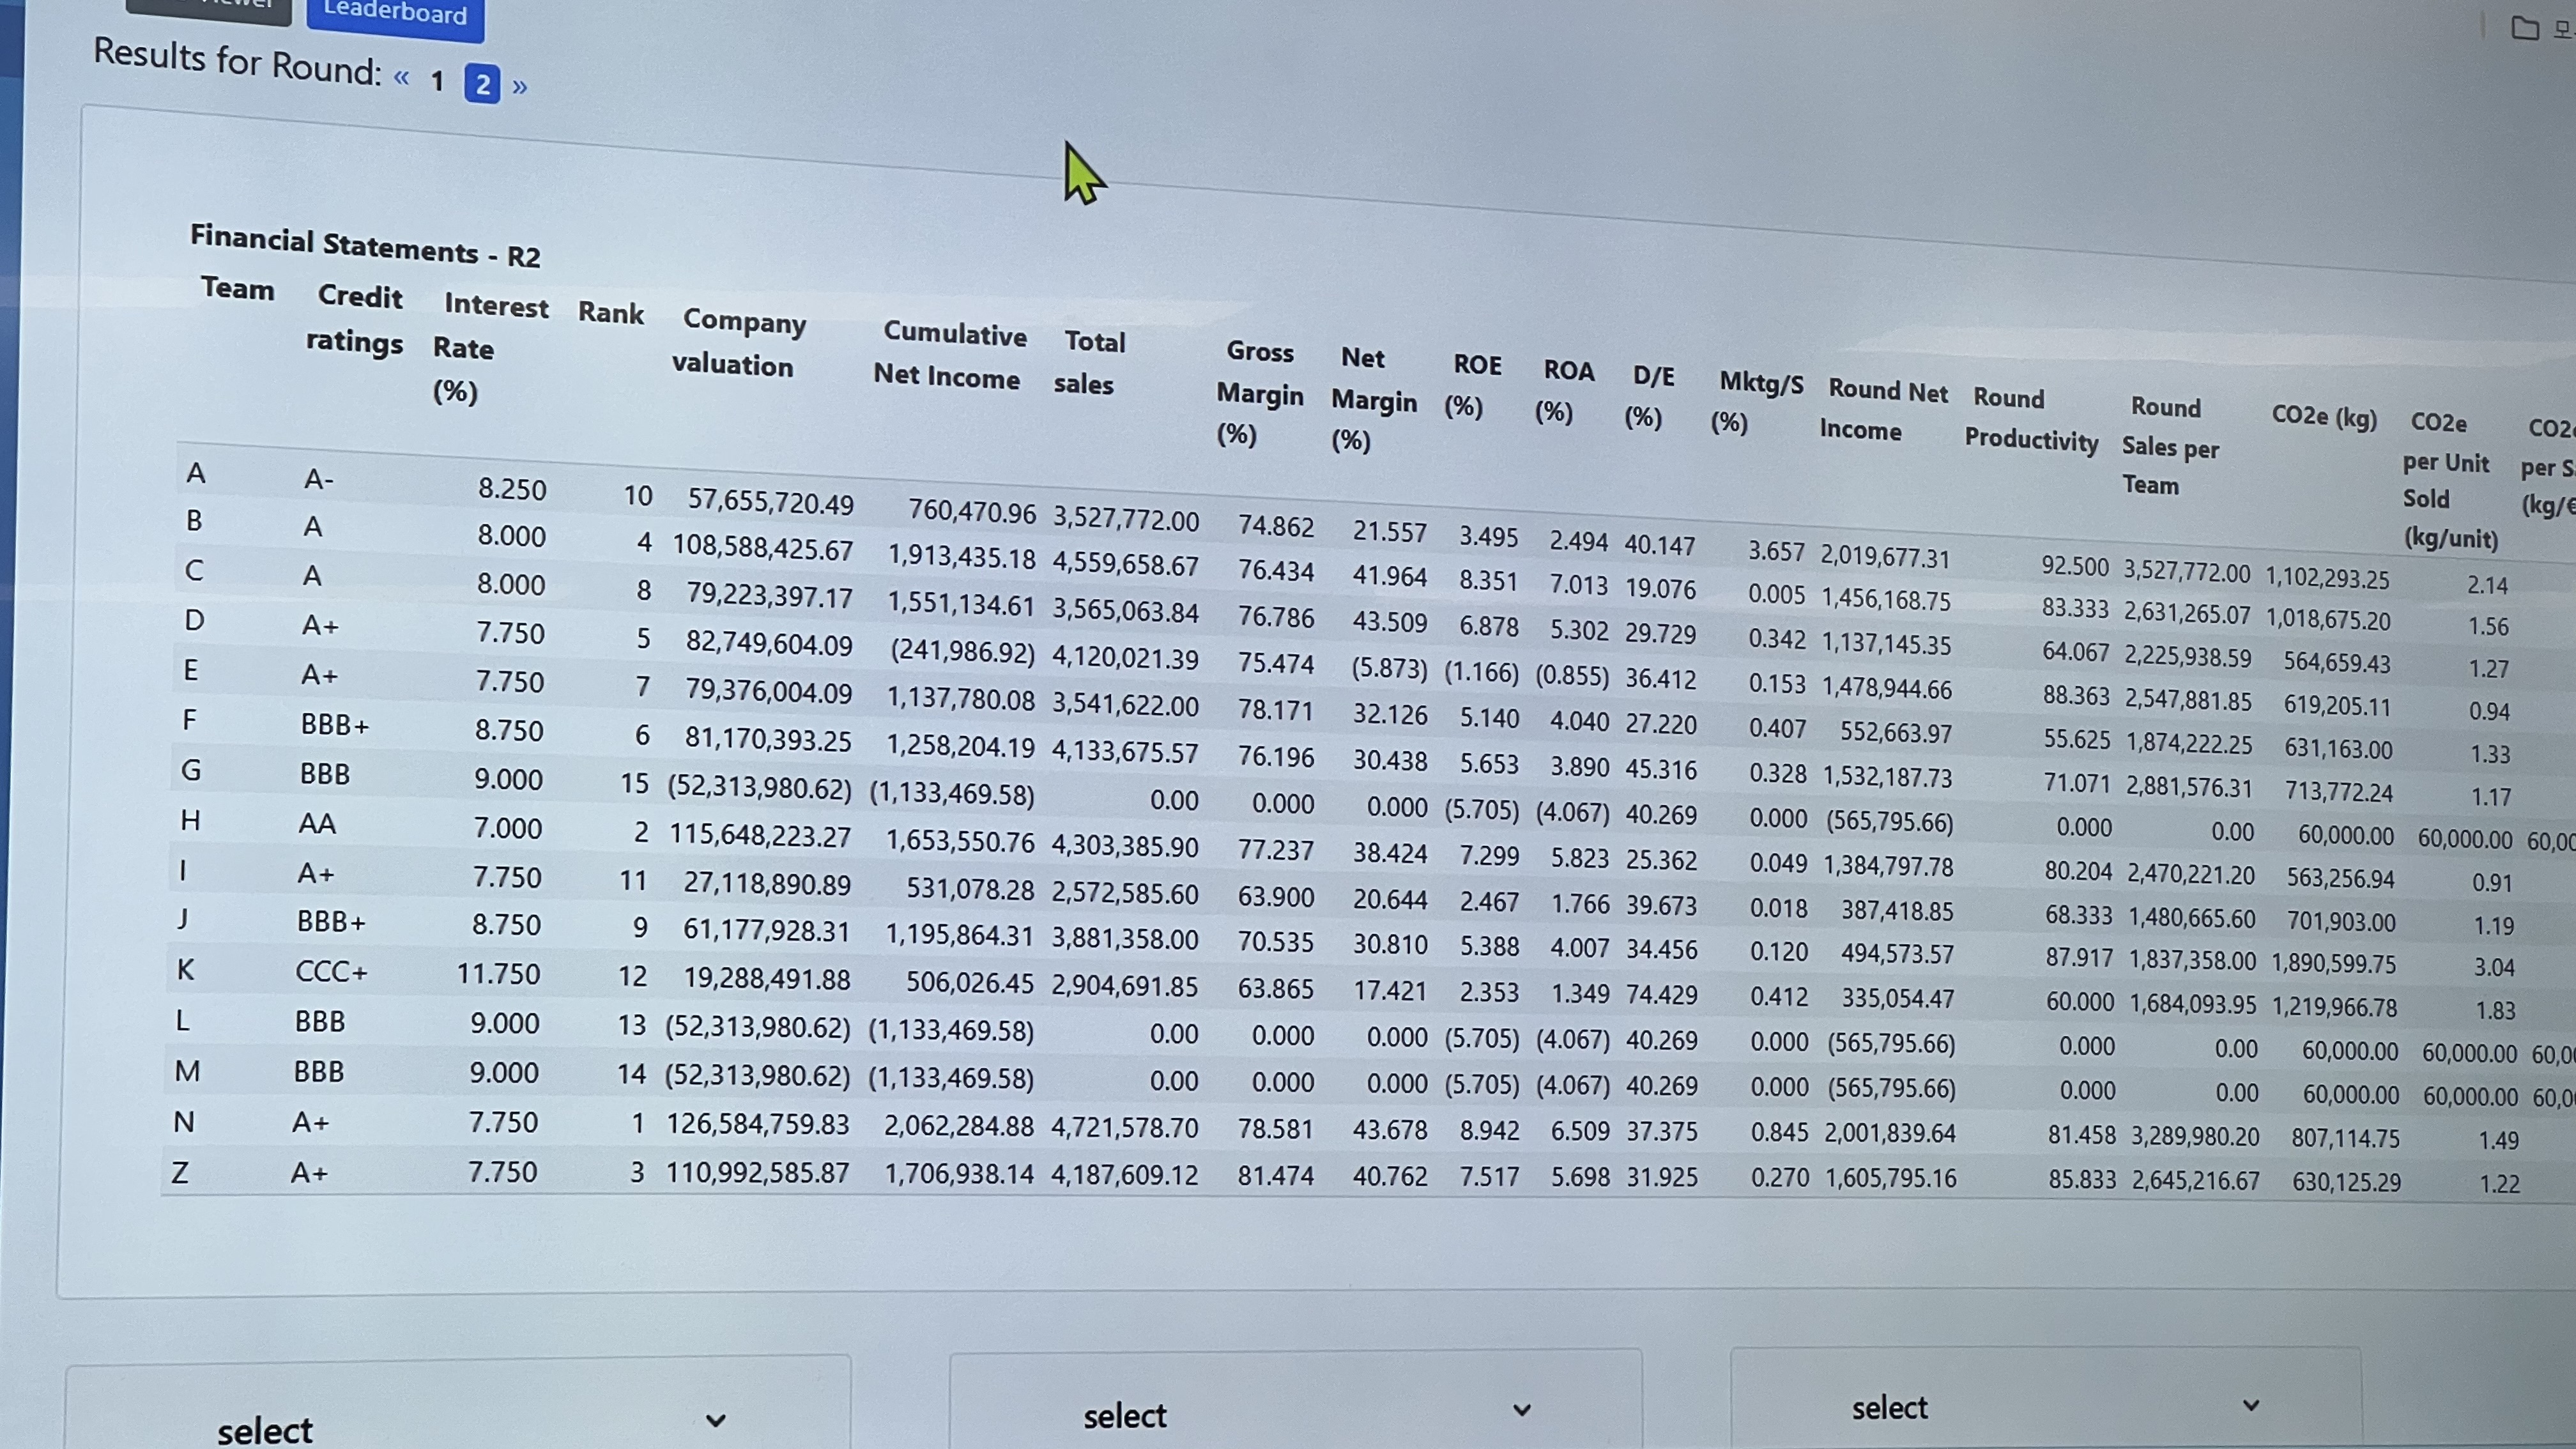 Leaderboard
Results for Round: « 1 2 »
Financial Statements - R2
Team Credit ratings Interest Rate (%) Rank Company valuation Cumulative Net Income Total sales Gross Margin (%) Net Margin (%) ROE (%) ROA (%) D/E (%) Mktg/S (%) Round Net Income Round Productivity Round Sales per Team CO2e (kg) CO2e per Unit Sold (kg/unit)
A A- 8.250 10 57,655,720.49 760,470.96 3,527,772.00 74.862 21.557 3.495 2.494 40.147 3.657 2,019,677.31 92.500 3,527,772.00 1,102,293.25 2.14
B A 8.000 4 108,588,425.67 1,913,435.18 4,559,658.67 76.434 41.964 8.351 7.013 19.076 0.005 1,456,168.75 83.333 2,631,265.07 1,018,675.20 1.56
C A 8.000 8 79,223,397.17 1,551,134.61 3,565,063.84 76.786 43.509 6.878 5.302 29.729 0.342 1,137,145.35 64.067 2,225,938.59 564,659.43 1.27
D A+ 7.750 5 82,749,604.09 (241,986.92) 4,120,021.39 75.474 (5.873) (1.166) (0.855) 36.412 0.153 1,478,944.66 88.363 2,547,881.85 619,205.11 0.94
E A+ 7.750 7 79,376,004.09 1,137,780.08 3,541,622.00 78.171 32.126 5.140 4.040 27.220 0.407 552,663.97 55.625 1,874,222.25 631,163.00 1.33
F BBB+ 8.750 6 81,170,393.25 1,258,204.19 4,133,675.57 76.196 30.438 5.653 3.890 45.316 0.328 1,532,187.73 71.071 2,881,576.31 713,772.24 1.17
G BBB 9.000 15 (52,313,980.62) (1,133,469.58) 0.00 0.000 0.000 (5.705) (4.067) 40.269 0.000 (565,795.66) 0.000 0.00 60,000.00 60,000.00
H AA 7.000 2 115,648,223.27 1,653,550.76 4,303,385.90 77.237 38.424 7.299 5.823 25.362 0.049 1,384,797.78 80.204 2,470,221.20 563,256.94 0.91
I A+ 7.750 11 27,118,890.89 531,078.28 2,572,585.60 63.900 20.644 2.467 1.766 39.673 0.018 387,418.85 68.333 1,480,665.60 701,903.00 1.19
J BBB+ 8.750 9 61,177,928.31 1,195,864.31 3,881,358.00 70.535 30.810 5.388 4.007 34.456 0.120 494,573.57 87.917 1,837,358.00 1,890,599.75 3.04
K CCC+ 11.750 12 19,288,491.88 506,026.45 2,904,691.85 63.865 17.421 2.353 1.349 74.429 0.412 335,054.47 60.000 1,684,093.95 1,219,966.78 1.83
L BBB 9.000 13 (52,313,980.62) (1,133,469.58) 0.00 0.000 0.000 (5.705) (4.067) 40.269 0.000 (565,795.66) 0.000 0.00 60,000.00 60,000.00
M BBB 9.000 14 (52,313,980.62) (1,133,469.58) 0.00 0.000 0.000 (5.705) (4.067) 40.269 0.000 (565,795.66) 0.000 0.00 60,000.00 60,000.00
N A+ 7.750 1 126,584,759.83 2,062,284.88 4,721,578.70 78.581 43.678 8.942 6.509 37.375 0.845 2,001,839.64 81.458 3,289,980.20 807,114.75 1.49
Z A+ 7.750 3 110,992,585.87 1,706,938.14 4,187,609.12 81.474 40.762 7.517 5.698 31.925 0.270 1,605,795.16 85.833 2,645,216.67 630,125.29 1.22
select select select